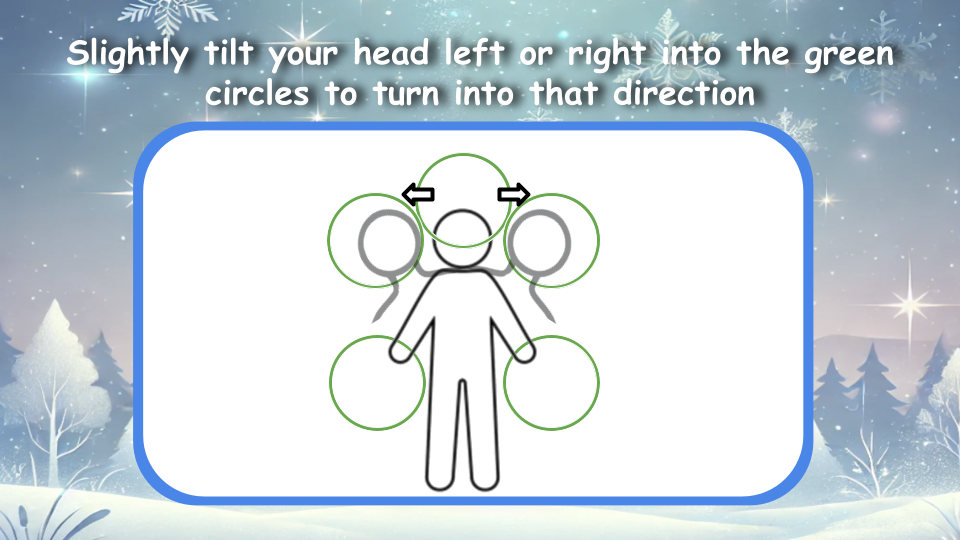 Slightly tilt your head left or right into the green
circles to turn into that direction